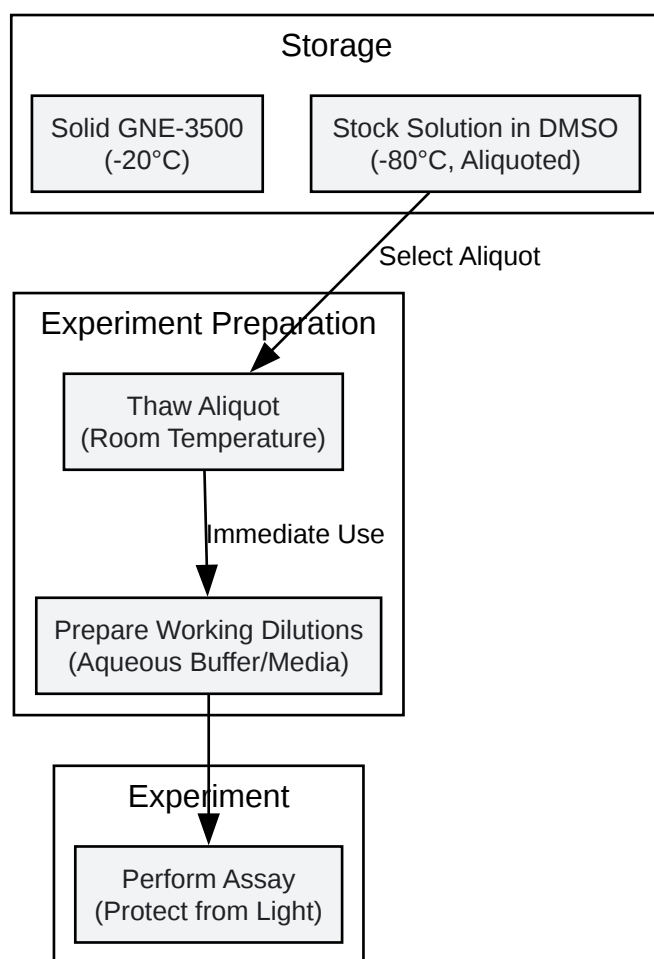 Storage
Solid GNE-3500
(-20°C)
Stock Solution in DMSO
(-80°C, Aliquoted)
Select Aliquot
Experiment Preparation
Thaw Aliquot
(Room Temperature)
Immediate Use
Prepare Working Dilutions
(Aqueous Buffer/Media)
Experiment
Perform Assay
(Protect from Light)